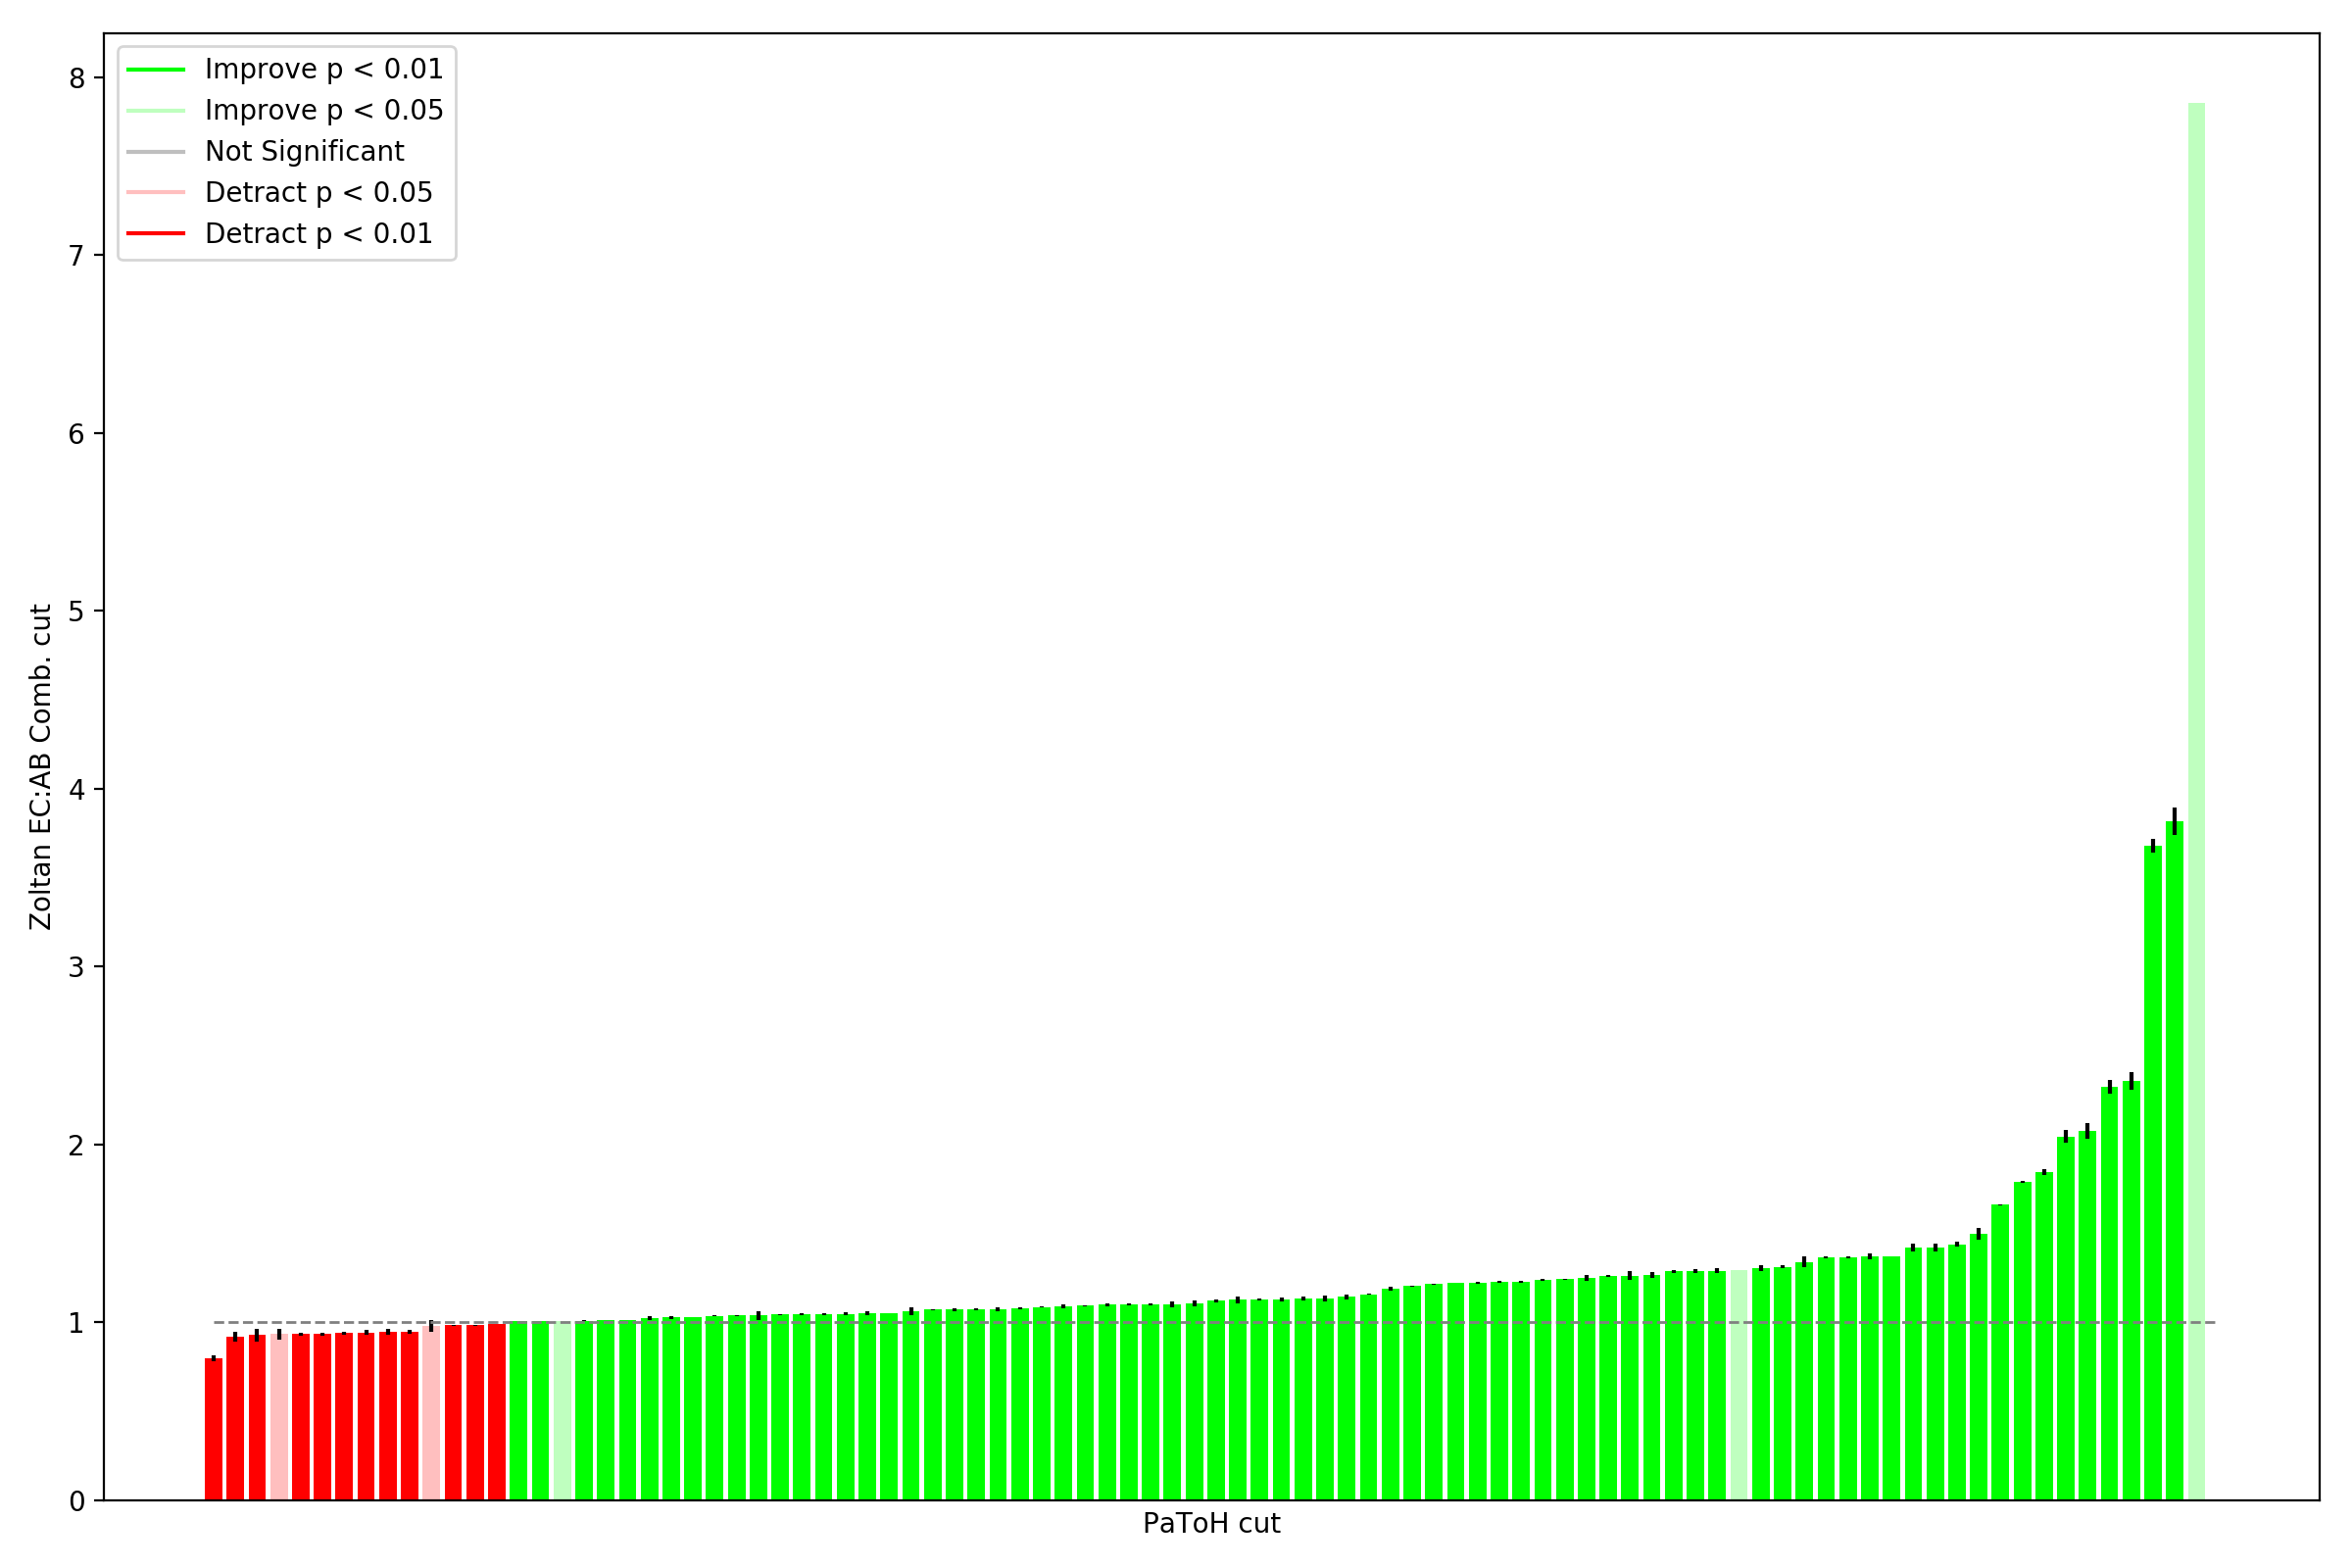 Improve p < 0.01
Improve p < 0.05
Not Significant
Detract p < 0.05
Detract p < 0.01
8
7
6
5
4
3
2
1
0
Zoltan EC:AB Comb. cut
PaToH cut